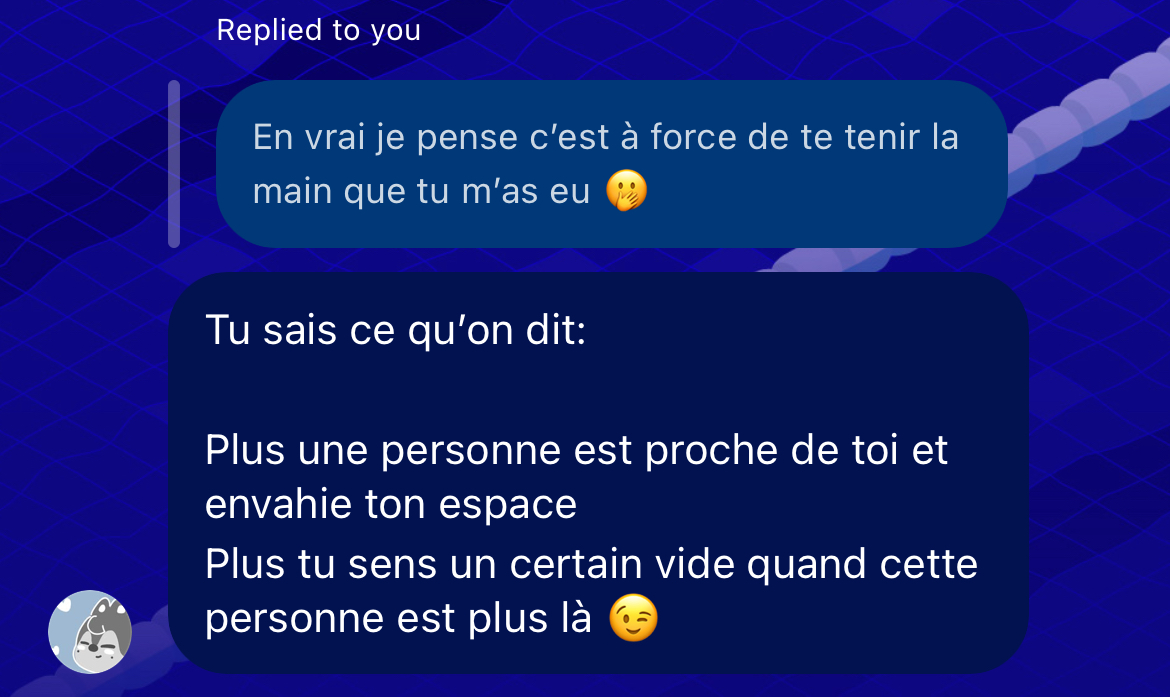 Replied to you
En vrai je pense c’est à force de te tenir la
main que tu m’as eu 🤭
Tu sais ce qu’on dit:
Plus une personne est proche de toi et
envahie ton espace
Plus tu sens un certain vide quand cette
personne est plus là 😉